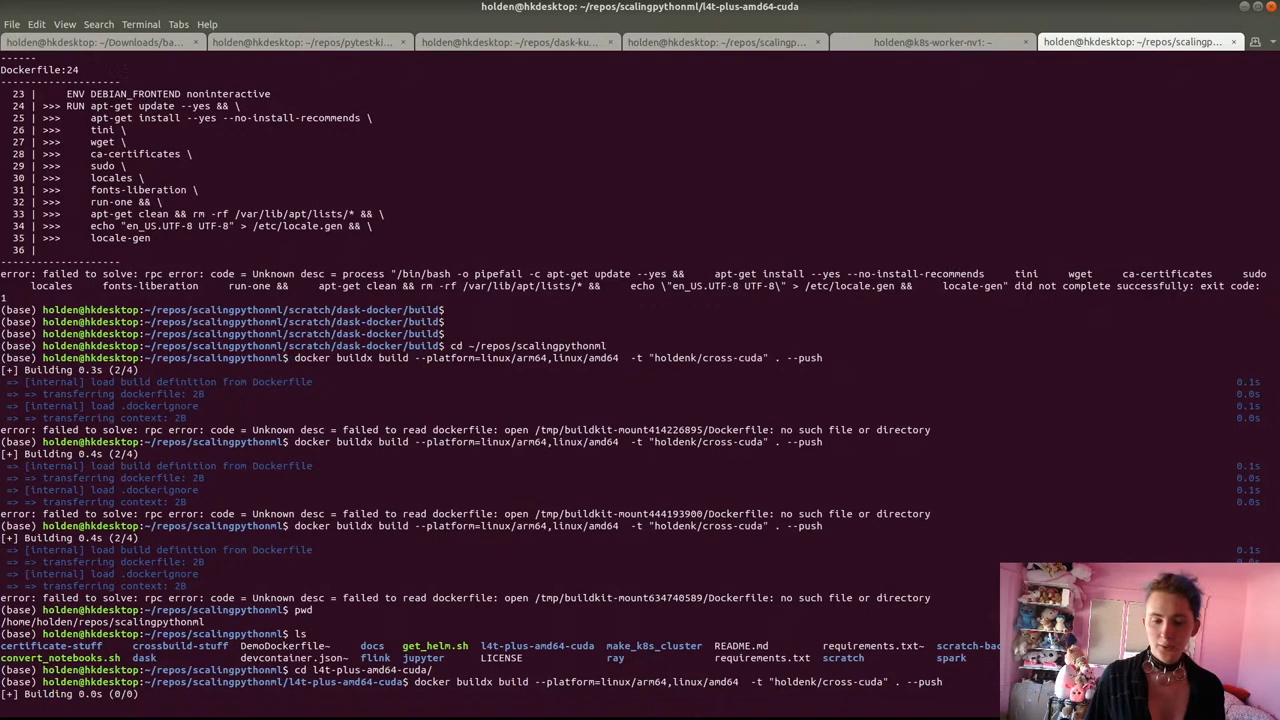 holden@hkdesktop: ~/repos/scalingpythonml/l4t-plus-amd64-cuda
File Edit View Search Terminal Tabs Help
holden@hkdesktop: ~/Downloads/ba... × holden@hkdesktop: ~/repos/pytest-ki... × holden@hkdesktop: ~/repos/dask-ku... × holden@hkdesktop: ~/repos/scalingp... × holden@k8s-worker-nv1: ~ × holden@hkdesktop: ~/repos/scalingp... ×
------
Dockerfile:24
--------------------
23 | ENV DEBIAN_FRONTEND noninteractive
24 | >>> RUN apt-get update --yes && \
25 | >>> apt-get install --yes --no-install-recommends \
26 | >>> tini \
27 | >>> wget \
28 | >>> ca-certificates \
29 | >>> sudo \
30 | >>> locales \
31 | >>> fonts-liberation \
32 | >>> run-one && \
33 | >>> apt-get clean && rm -rf /var/lib/apt/lists/* && \
34 | >>> echo "en_US.UTF-8 UTF-8" > /etc/locale.gen && \
35 | >>> locale-gen
36 |
--------------------
error: failed to solve: rpc error: code = Unknown desc = process "/bin/bash -o pipefail -c apt-get update --yes && apt-get install --yes --no-install-recommends tini wget ca-certificates sudo
locales fonts-liberation run-one && apt-get clean && rm -rf /var/lib/apt/lists/* && echo \"en_US.UTF-8 UTF-8\" > /etc/locale.gen && locale-gen" did not complete successfully: exit code:
1
(base) holden@hkdesktop:~/repos/scalingpythonml/scratch/dask-docker/build$
(base) holden@hkdesktop:~/repos/scalingpythonml/scratch/dask-docker/build$
(base) holden@hkdesktop:~/repos/scalingpythonml/scratch/dask-docker/build$
(base) holden@hkdesktop:~/repos/scalingpythonml/scratch/dask-docker/build$ cd ~/repos/scalingpythonml
(base) holden@hkdesktop:~/repos/scalingpythonml$ docker buildx build --platform=linux/arm64,linux/amd64 -t "holdenk/cross-cuda" . --push
[+] Building 0.3s (2/4)
=> [internal] load build definition from Dockerfile 0.1s
=> => transferring dockerfile: 2B 0.0s
=> [internal] load .dockerignore 0.1s
=> => transferring context: 2B 0.0s
error: failed to solve: rpc error: code = Unknown desc = failed to read dockerfile: open /tmp/buildkit-mount414226895/Dockerfile: no such file or directory
(base) holden@hkdesktop:~/repos/scalingpythonml$ docker buildx build --platform=linux/arm64,linux/amd64 -t "holdenk/cross-cuda" . --push
[+] Building 0.4s (2/4)
=> [internal] load build definition from Dockerfile 0.1s
=> => transferring dockerfile: 2B 0.0s
=> [internal] load .dockerignore 0.1s
=> => transferring context: 2B 0.0s
error: failed to solve: rpc error: code = Unknown desc = failed to read dockerfile: open /tmp/buildkit-mount444193900/Dockerfile: no such file or directory
(base) holden@hkdesktop:~/repos/scalingpythonml$ docker buildx build --platform=linux/arm64,linux/amd64 -t "holdenk/cross-cuda" . --push
[+] Building 0.4s (2/4)
=> [internal] load build definition from Dockerfile 0.1s
=> => transferring dockerfile: 2B 0.0s
=> [internal] load .dockerignore
=> => transferring context: 2B
error: failed to solve: rpc error: code = Unknown desc = failed to read dockerfile: open /tmp/buildkit-mount634740589/Dockerfile: no such file or directory
(base) holden@hkdesktop:~/repos/scalingpythonml$ pwd
/home/holden/repos/scalingpythonml
(base) holden@hkdesktop:~/repos/scalingpythonml$ ls
certificate-stuff crossbuild-stuff DemoDockerfile~ docs get_helm.sh l4t-plus-amd64-cuda make_k8s_cluster README.md requirements.txt~ scratch-bac
convert_notebooks.sh dask devcontainer.json~ flink jupyter LICENSE ray requirements.txt scratch spark
(base) holden@hkdesktop:~/repos/scalingpythonml$ cd l4t-plus-amd64-cuda/
(base) holden@hkdesktop:~/repos/scalingpythonml/l4t-plus-amd64-cuda$ docker buildx build --platform=linux/arm64,linux/amd64 -t "holdenk/cross-cuda" . --push
[+] Building 0.0s (0/0)